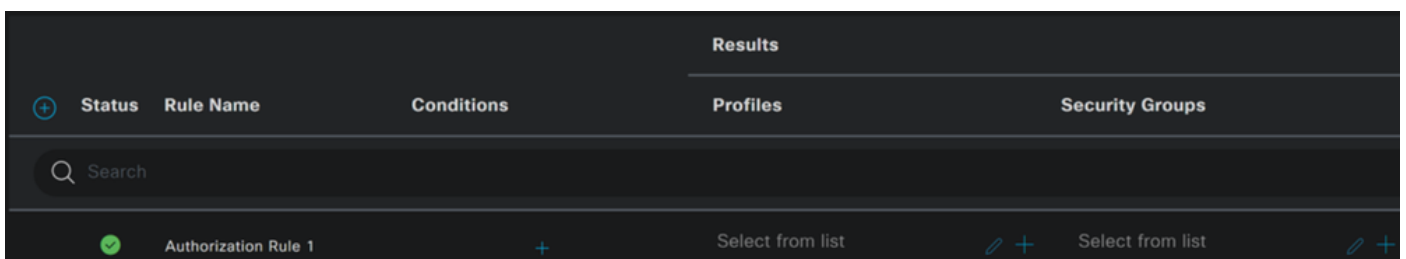 Results
Status Rule Name Conditions Profiles Security Groups
Search
Authorization Rule 1 Select from list Select from list